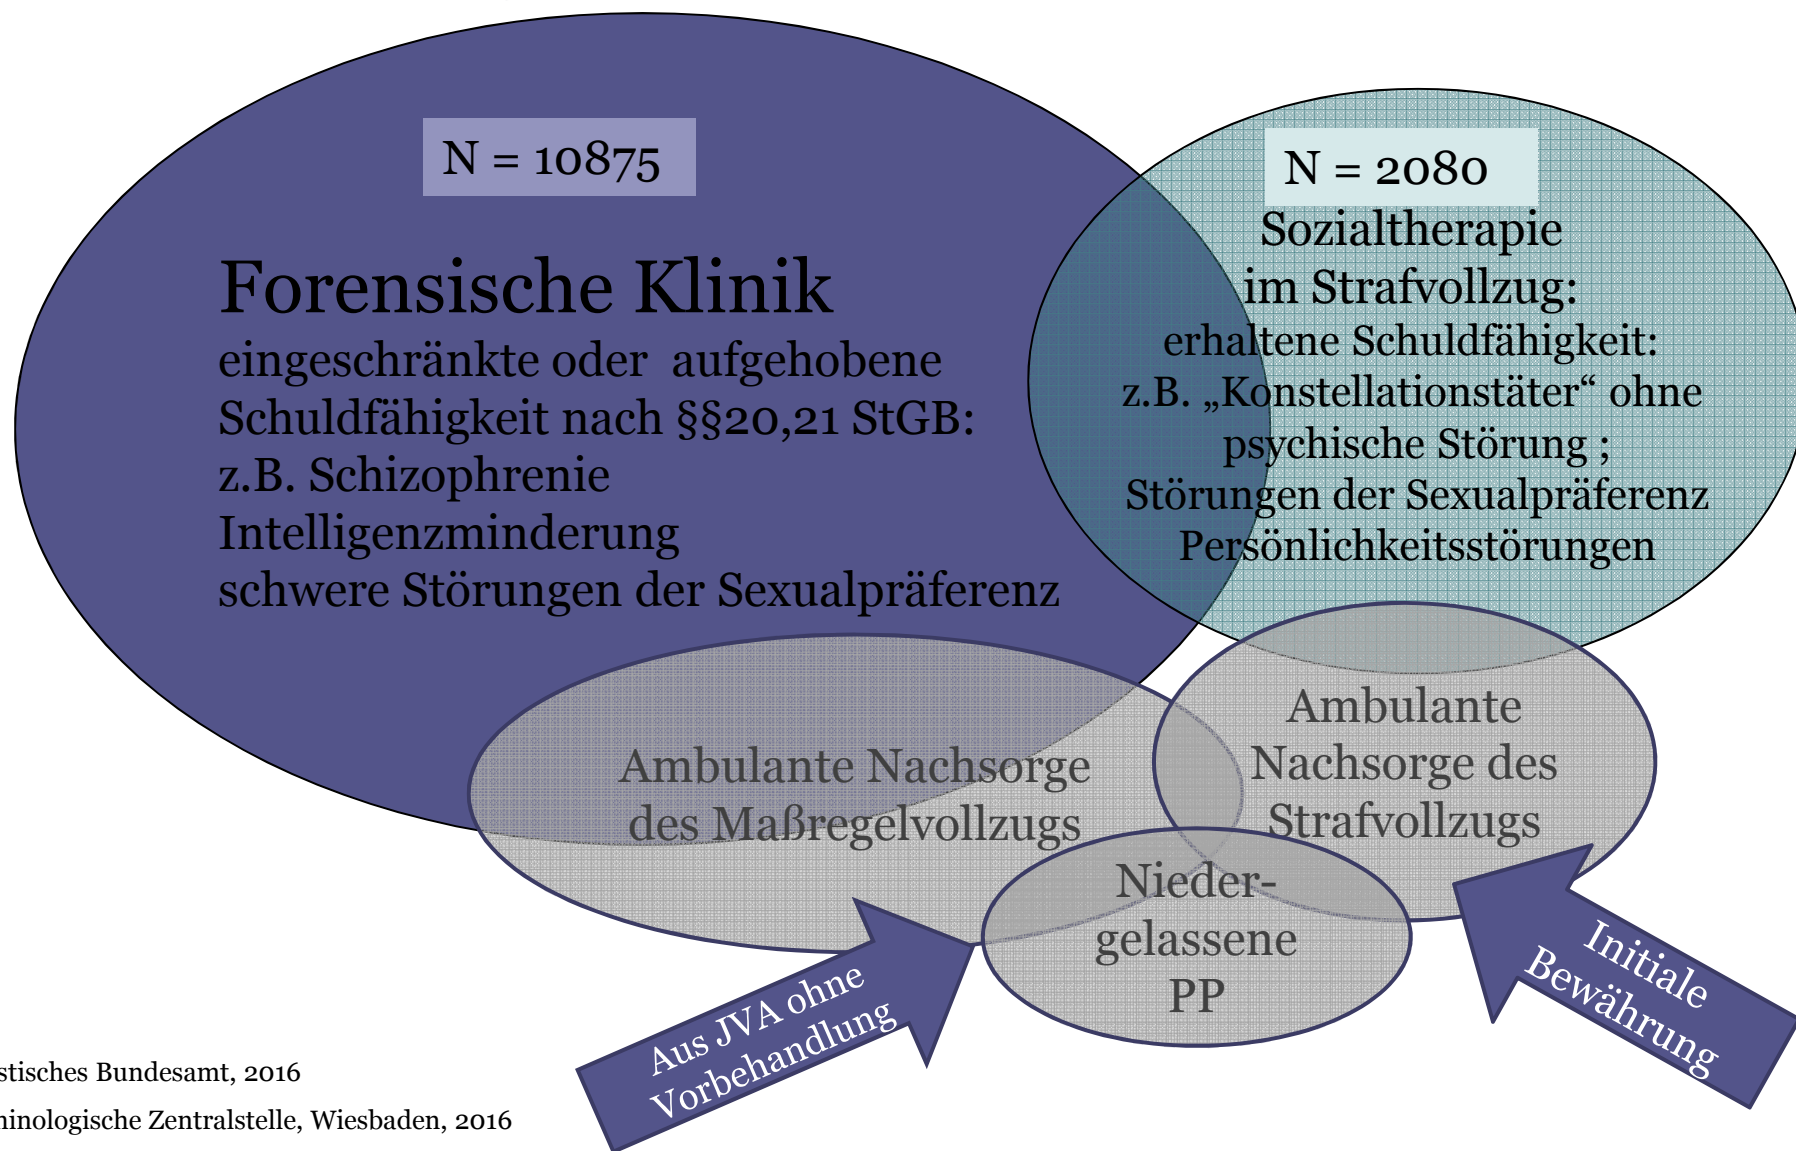 N = 10875
Forensische Klinik
eingeschränkte oder aufgehobene
Schuldfähigkeit nach §§20,21 StGB:
z.B. Schizophrenie
Intelligenzminderung
schwere Störungen der Sexualpräferenz
N = 2080
Sozialtherapie
im Strafvollzug:
erhaltene Schuldfähigkeit:
z.B. „Konstellationstäter“ ohne
psychische Störung ;
Störungen der Sexualpräferenz
Persönlichkeitsstörungen
Ambulante Nachsorge
des Maßregelvollzugs
Ambulante
Nachsorge des
Strafvollzugs
Nieder-
gelassene
PP
Aus JVA ohne
Vorbehandlung
Initiale
Bewährung
stisches Bundesamt, 2016
ninologische Zentralstelle, Wiesbaden, 2016